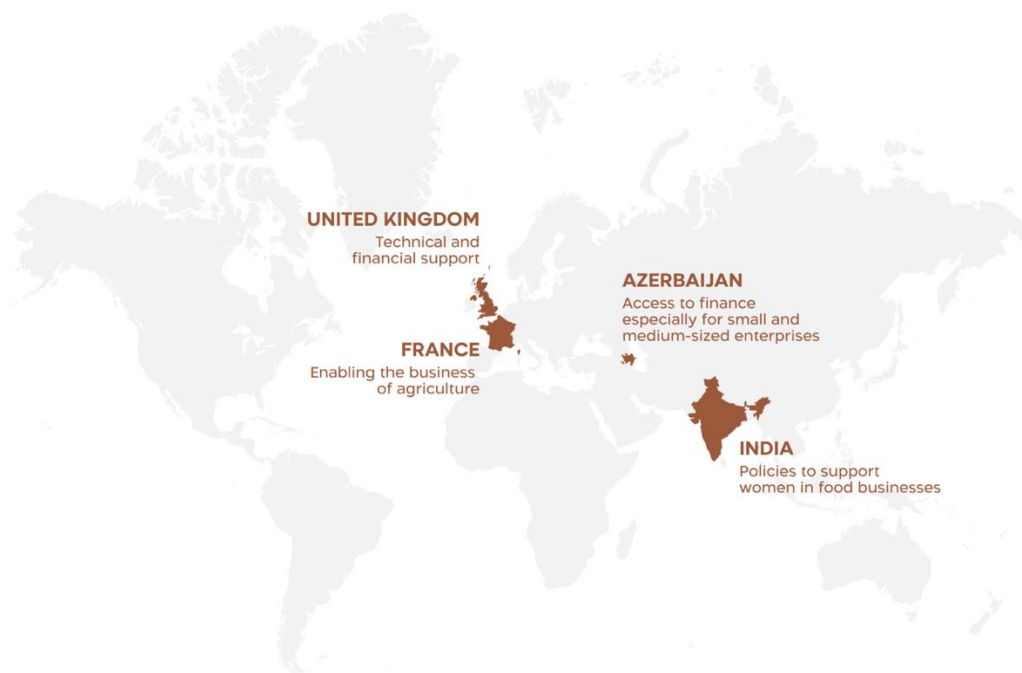 UNITED KINGDOM
Technical and
financial support
FRANCE
Enabling the business
of agriculture
AZERBAIJAN
Access to finance
especially for small and
medium-sized enterprises
INDIA
Policies to support
women in food businesses